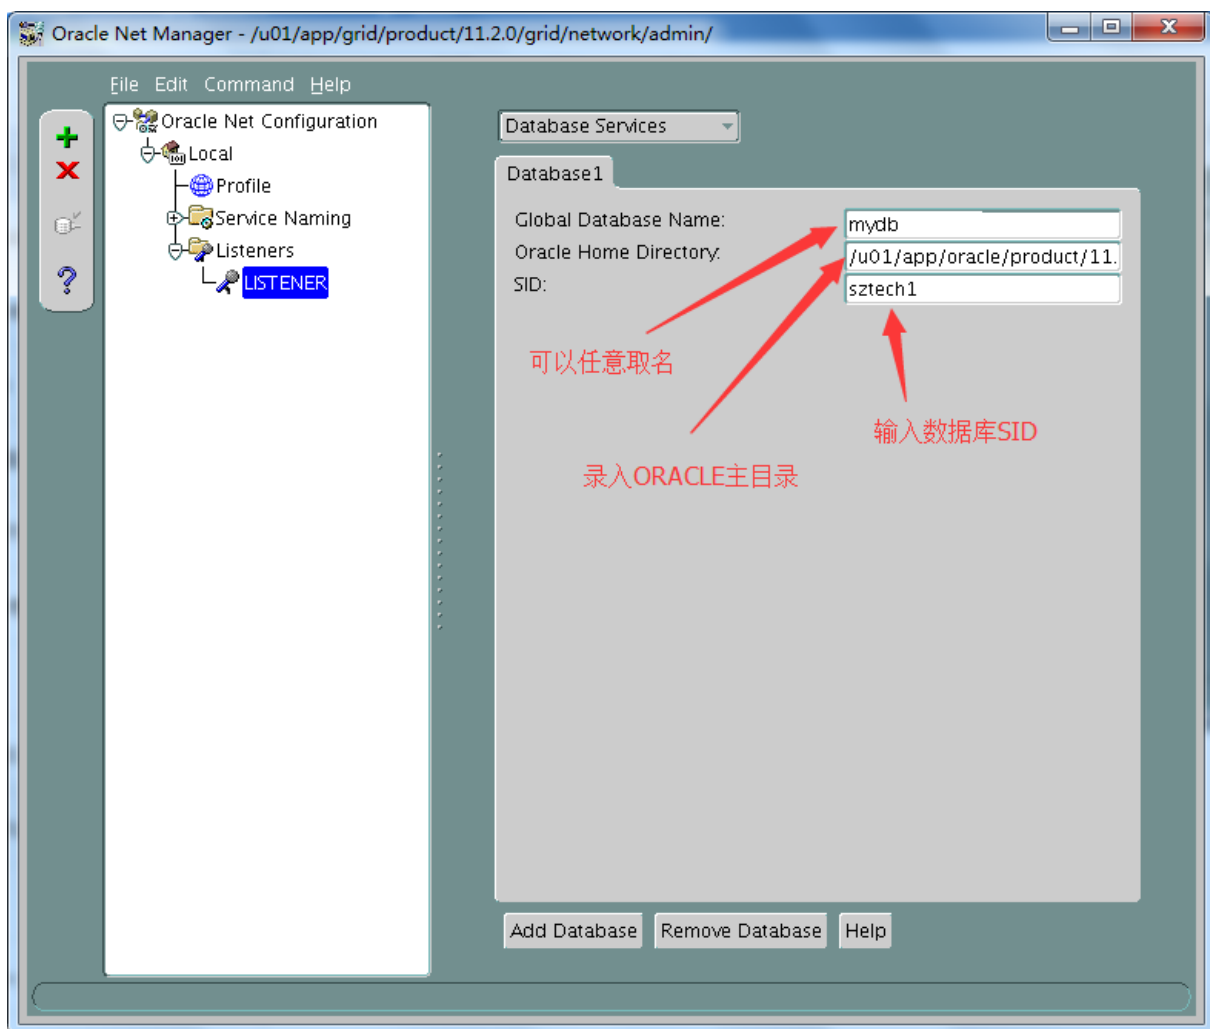 Oracle Net Manager - /u01/app/grid/product/11.2.0/grid/network/admin/
File Edit Command Help
Oracle Net Configuration
Local
Profile
Service Naming
Listeners
LISTENER
Database Services
Database1
Global Database Name:
mydb
Oracle Home Directory:
/u01/app/oracle/product/11.
SID:
sztech1
可以任意取名
输入数据库SID
录入ORACLE主目录
Add Database
Remove Database
Help